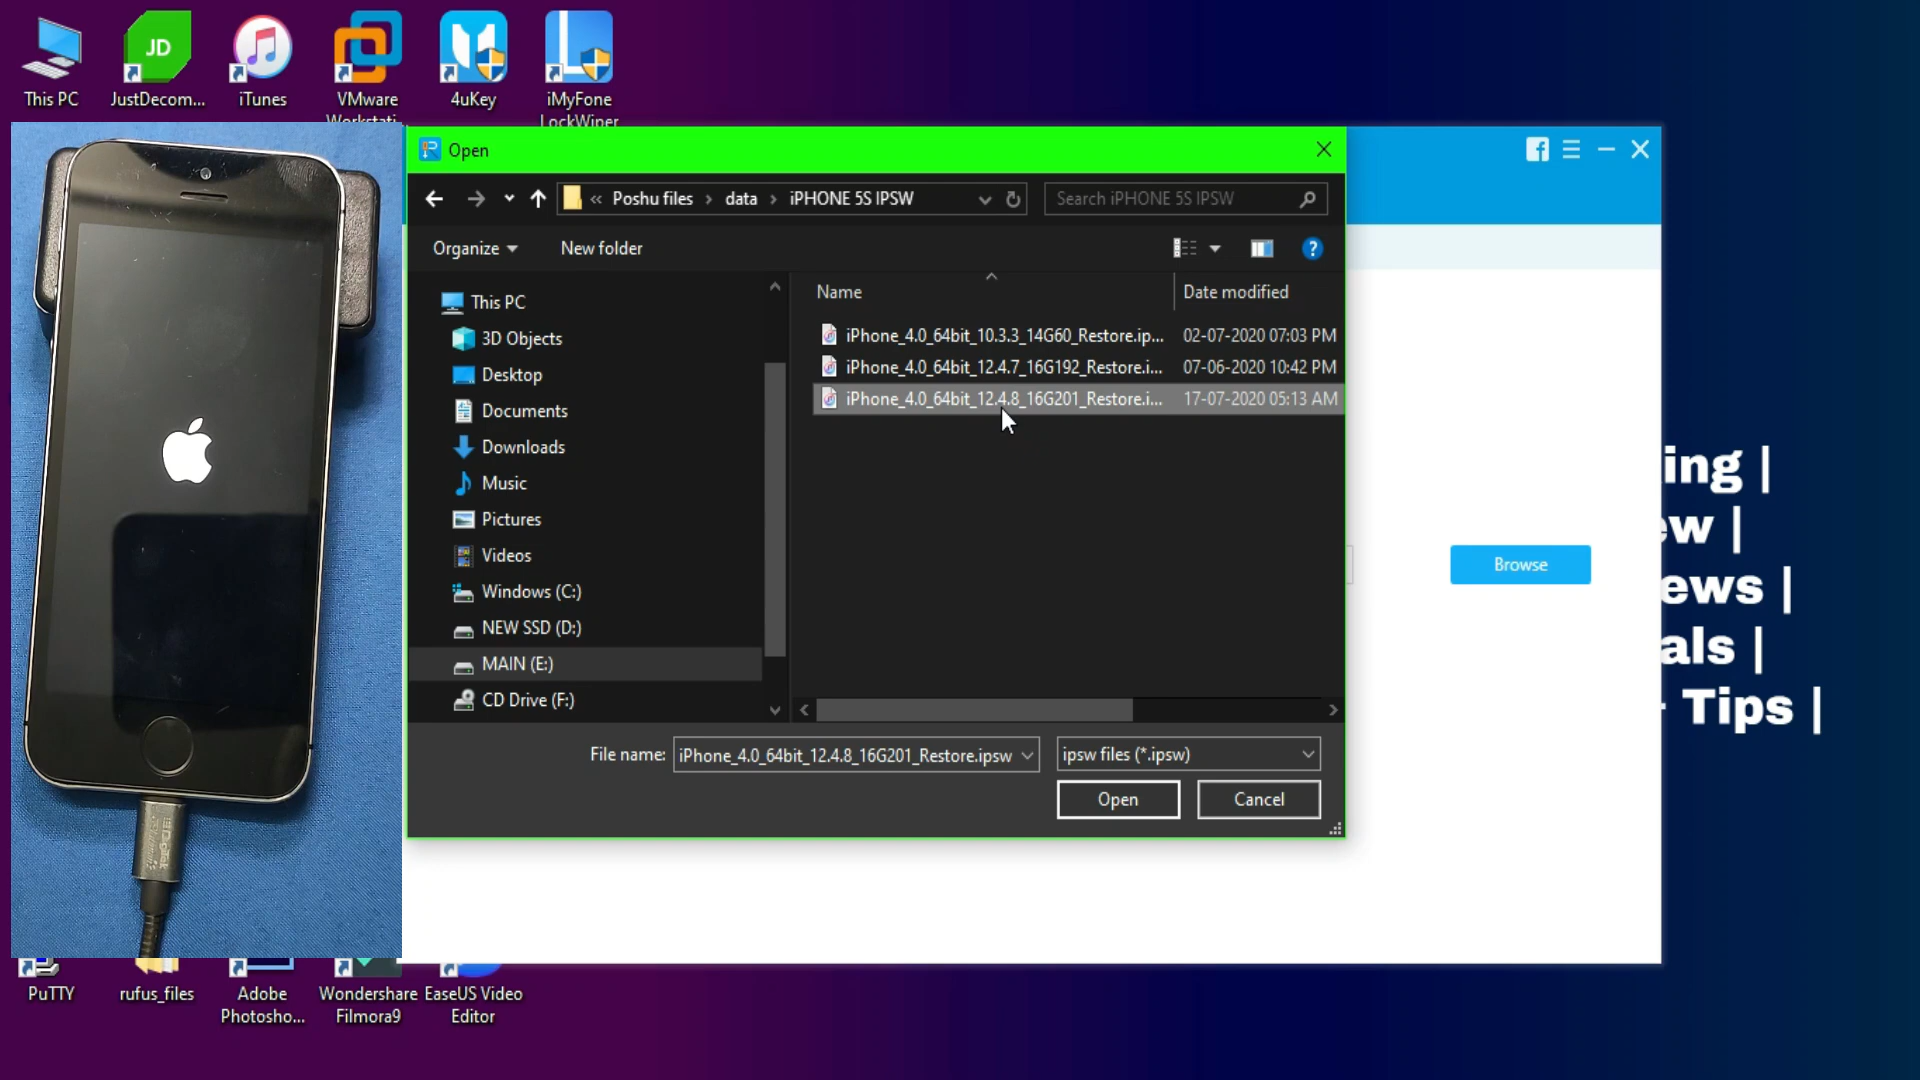 This PC
JD
JustDecom...
iTunes
VMware
Workstati...
4uKey
iMyFone
LockWiper
Open
« Poshu files > data > iPHONE 5S IPSW
Search iPHONE 5S IPSW
Organize
New folder
?
This PC
3D Objects
Desktop
Documents
Downloads
Music
Pictures
Videos
Windows (C:)
NEW SSD (D:)
MAIN (E:)
CD Drive (F:)
Name
Date modified
iPhone_4.0_64bit_10.3.3_14G60_Restore.ip... 02-07-2020 07:03 PM
iPhone_4.0_64bit_12.4.7_16G192_Restore.i... 07-06-2020 10:42 PM
iPhone_4.0_64bit_12.4.8_16G201_Restore.i... 17-07-2020 05:13 AM
File name: iPhone_4.0_64bit_12.4.8_16G201_Restore.ipsw
ipsw files (*.ipsw)
Open
Cancel
Browse
ing |
ew |
ews |
als |
Tips |
PuTTY
rufus_files
Adobe
Photosho...
Wondershare
Filmora9
EaseUS Video
Editor